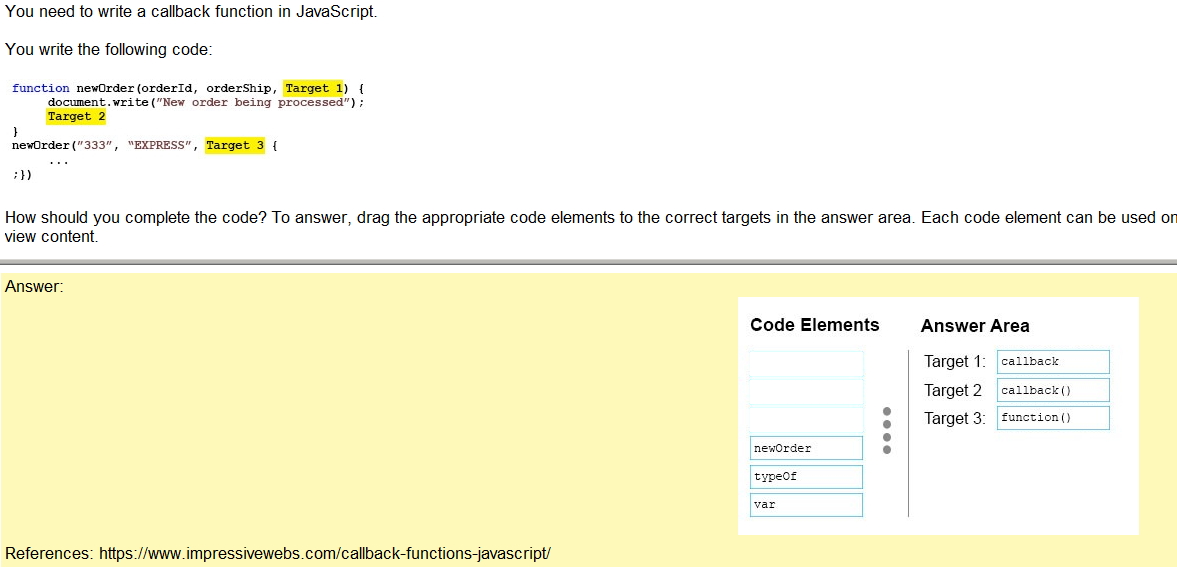 You need to write a callback function in JavaScript.
You write the following code:
function newOrder(orderId, orderShip, Target 1) {
document.write("New order being processed");
Target 2
}
newOrder("333", “EXPRESS”, Target 3 {
...
;})
How should you complete the code? To answer, drag the appropriate code elements to the correct targets in the answer area. Each code element can be used on
view content.
Answer:
Code Elements
newOrder
typeOf
var
Answer Area
Target 1: callback
Target 2 callback()
Target 3: function()
References: https://www.impressivewebs.com/callback-functions-javascript/